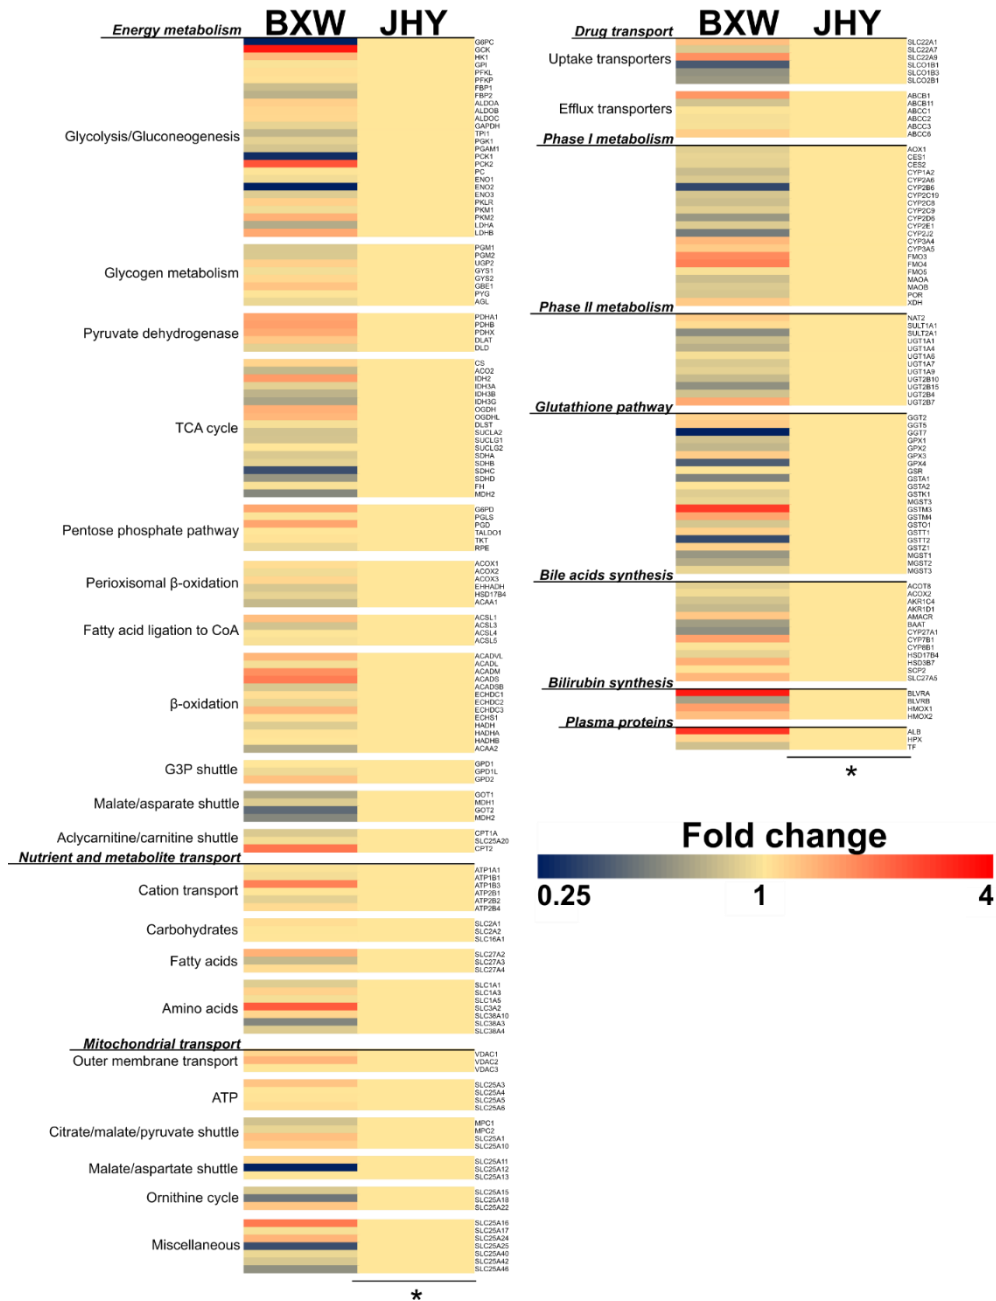 BXW JHY
Energy metabolism
Glycolysis/Gluconeogenesis
G6PC
GCK
HK1
GPI
PFKL
PFKP
FBP1
FBP2
ALDOA
ALDOB
ALDOC
GAPDH
TPI1
PGK1
PGAM1
PCK1
PCK2
PC
ENO1
ENO2
ENO3
PKLR
PKM1
PKM2
LDHA
LDHB
Glycogen metabolism
PGM1
PGM2
UGP2
GYS1
GYS2
GBE1
PYG
AGL
Pyruvate dehydrogenase
PDHA1
PDHB
PDHX
DLAT
DLD
TCA cycle
CS
ACO2
IDH2
IDH3A
IDH3B
IDH3G
OGDH
OGDHL
DLST
SUCLA2
SUCLG1
SUCLG2
SDHA
SDHB
SDHC
SDHD
FH
MDH2
Pentose phosphate pathway
G6PD
PGLS
PGD
TALDO1
TKT
RPE
Perioxisomal β-oxidation
ACOX1
ACOX2
ACOX3
EHHADH
HSD17B4
ACAA1
Fatty acid ligation to CoA
ACSL1
ACSL3
ACSL4
ACSL5
β-oxidation
ACADVL
ACADL
ACADM
ACADS
ACADSB
ECHDC1
ECHDC2
ECHDC3
ECHS1
HADH
HADHA
HADHB
ACAA2
G3P shuttle
GPD1
GPD1L
GPD2
Malate/asparate shuttle
GOT1
MDH1
GOT2
MDH2
Aclycarnitine/carnitine shuttle
CPT1A
SLC25A20
CPT2
Nutrient and metabolite transport
Cation transport
ATP1A1
ATP1B1
ATP1B3
ATP2B1
ATP2B2
ATP2B4
Carbohydrates
SLC2A1
SLC2A2
SLC16A1
Fatty acids
SLC27A2
SLC27A3
SLC27A4
Amino acids
SLC1A1
SLC1A3
SLC1A5
SLC3A2
SLC38A10
SLC38A3
SLC38A4
Mitochondrial transport
Outer membrane transport
VDAC1
VDAC2
VDAC3
ATP
SLC25A3
SLC25A4
SLC25A5
SLC25A6
Citrate/malate/pyruvate shuttle
MPC1
MPC2
SLC25A1
SLC25A10
Malate/aspartate shuttle
SLC25A11
SLC25A12
SLC25A13
Ornithine cycle
SLC25A15
SLC25A18
SLC25A22
Miscellaneous
SLC25A16
SLC25A17
SLC25A24
SLC25A25
SLC25A40
SLC25A42
SLC25A46
*
BXW JHY
Drug transport
Uptake transporters
SLC22A1
SLC22A7
SLC22A9
SLCO1B1
SLCO1B3
SLCO2B1
Efflux transporters
ABCB1
ABCB11
ABCC1
ABCC2
ABCC3
ABCC6
Phase I metabolism
AOX1
CES1
CES2
CYP1A2
CYP2A6
CYP2B6
CYP2C19
CYP2C8
CYP2C9
CYP2D6
CYP2E1
CYP2J2
CYP3A4
CYP3A5
FMO3
FMO4
FMO5
MAOA
MAOB
POR
XDH
Phase II metabolism
NAT2
SULT1A1
SULT2A1
UGT1A1
UGT1A4
UGT1A6
UGT1A7
UGT1A9
UGT2B10
UGT2B15
UGT2B4
UGT2B7
Glutathione pathway
GGT2
GGT5
GGT7
GPX1
GPX2
GPX3
GPX4
GSR
GSTA1
GSTA2
GSTK1
MGST3
GSTM3
GSTM4
GSTO1
GSTT1
GSTT2
GSTZ1
MGST1
MGST2
MGST3
Bile acids synthesis
ACOT8
ACOX2
AKR1C4
AKR1D1
AMACR
BAAT
CYP27A1
CYP7B1
CYP8B1
HSD17B4
HSD3B7
SCP2
SLC27A5
Bilirubin synthesis
BLVRA
BLVRB
HMOX1
HMOX2
Plasma proteins
ALB
HPX
TF
*
Fold change
0.25 1 4